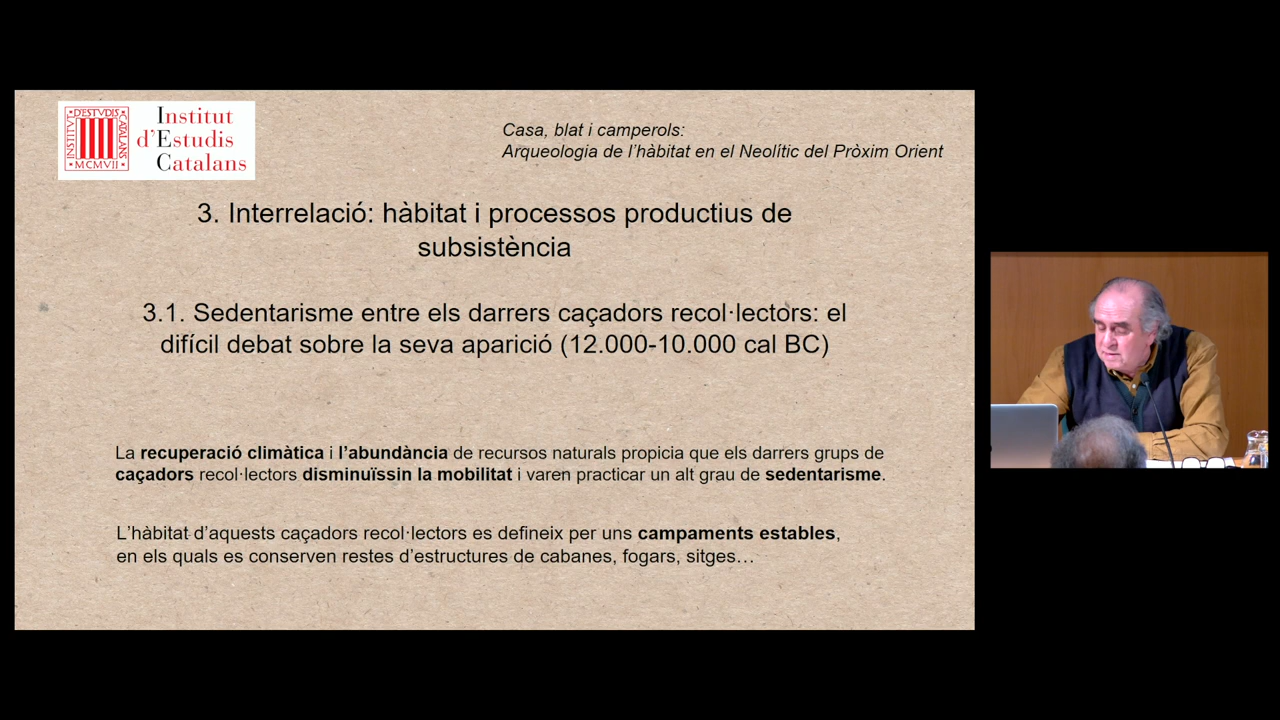 INSTITVT
D'ESTVDIS
CATALANS
MCMVII
Institut
d'Estudis
Catalans
Casa, blat i camperols:
Arqueologia de l'hàbitat en el Neolític del Pròxim Orient
3. Interrelació: hàbitat i processos productius de
subsistència
3.1. Sedentarisme entre els darrers caçadors recol·lectors: el
difícil debat sobre la seva aparició (12.000-10.000 cal BC)
La recuperació climàtica i l'abundància de recursos naturals propicia que els darrers grups de
caçadors recol·lectors disminuïssin la mobilitat i varen practicar un alt grau de sedentarisme.
L'hàbitat d'aquests caçadors recol·lectors es defineix per uns campaments estables,
en els quals es conserven restes d'estructures de cabanes, fogars, sitges…